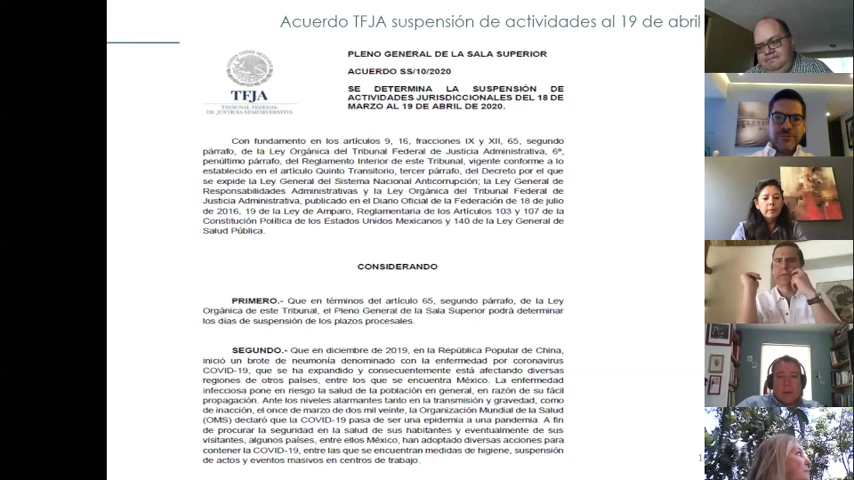 Acuerdo TFJA suspensión de actividades al 19 de abril
TFJA
TRIBUNAL FEDERAL
DE JUSTICIA ADMINISTRATIVA
PLENO GENERAL DE LA SALA SUPERIOR
ACUERDO SS/10/2020
SE DETERMINA LA SUSPENSIÓN DE
ACTIVIDADES JURISDICCIONALES DEL 18 DE
MARZO AL 19 DE ABRIL DE 2020.
Con fundamento en los artículos 9, 16, fracciones IX y XII, 65, segundo
párrafo, de la Ley Orgánica del Tribunal Federal de Justicia Administrativa, 6º,
penúltimo párrafo, del Reglamento Interior de este Tribunal, vigente conforme a lo
establecido en el artículo Quinto Transitorio, tercer párrafo, del Decreto por el que
se expide la Ley General del Sistema Nacional Anticorrupción; la Ley General de
Responsabilidades Administrativas y la Ley Orgánica del Tribunal Federal de
Justicia Administrativa, publicado en el Diario Oficial de la Federación de 18 de julio
de 2016, 19 de la Ley de Amparo, Reglamentaria de los Artículos 103 y 107 de la
Constitución Política de los Estados Unidos Mexicanos y 140 de la Ley General de
Salud Pública.
CONSIDERANDO
PRIMERO.- Que en términos del artículo 65, segundo párrafo, de la Ley
Orgánica de este Tribunal, el Pleno General de la Sala Superior podrá determinar
los días de suspensión de los plazos procesales.
SEGUNDO.- Que en diciembre de 2019, en la República Popular de China,
inició un brote de neumonía denominado con la enfermedad por coronavirus
COVID-19, que se ha expandido y consecuentemente está afectando diversas
regiones de otros países, entre los que se encuentra México. La enfermedad
infecciosa pone en riesgo la salud de la población en general, en razón de su fácil
propagación. Ante los niveles alarmantes tanto en la transmisión y gravedad, como
de inacción, el once de marzo de dos mil veinte, la Organización Mundial de la Salud
(OMS) declaró que la COVID-19 pasa de ser una epidemia a una pandemia. A fin
de procurar la seguridad en la salud de sus habitantes y eventualmente de sus
visitantes, algunos países, entre ellos México, han adoptado diversas acciones para
contener la COVID-19, entre las que se encuentran medidas de higiene, suspensión
de actos y eventos masivos en centros de trabajo.